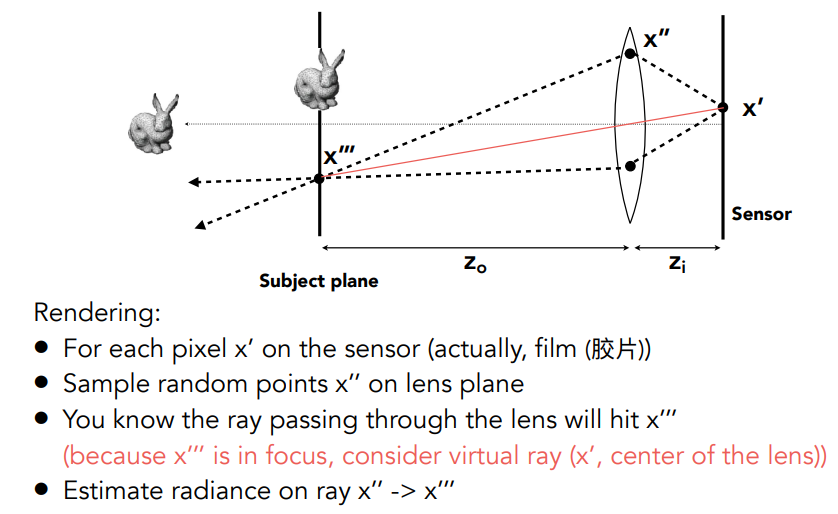 x′′
x′
x′′′
Sensor
zo
zi
Subject plane
Rendering:
● For each pixel x’ on the sensor (actually, film (胶片))
● Sample random points x’’ on lens plane
● You know the ray passing through the lens will hit x’’’
(because x’’’ is in focus, consider virtual ray (x’, center of the lens))
● Estimate radiance on ray x’’ -> x’’’